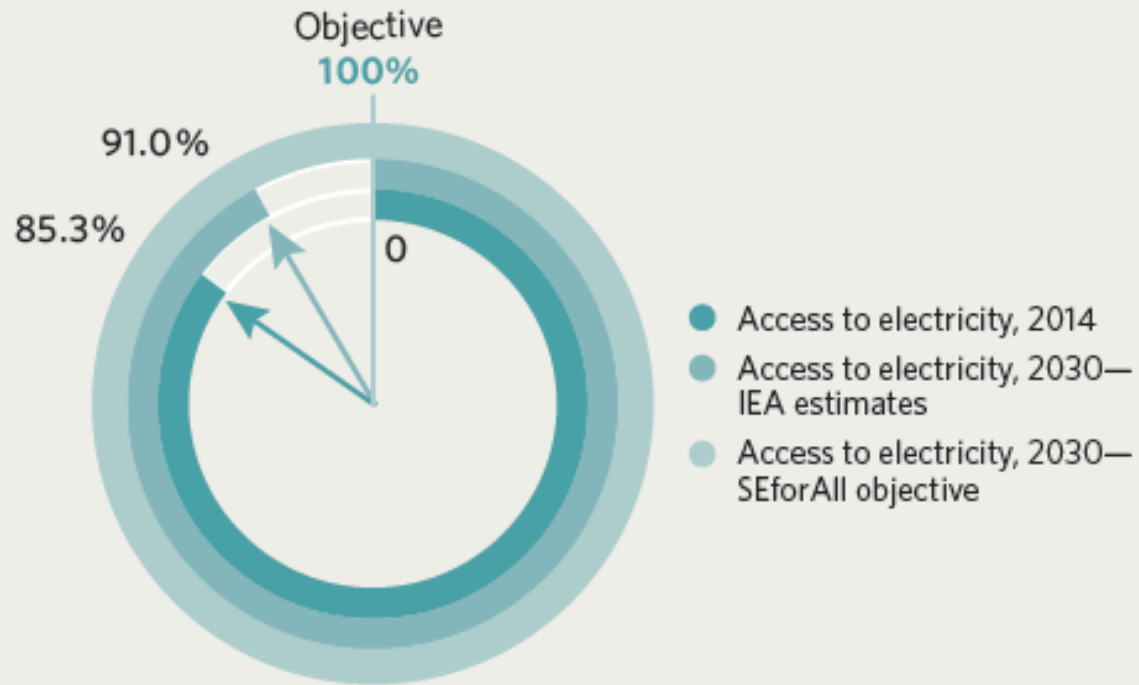 Objective
100%
91.0%
85.3%
0
Access to electricity, 2014
Access to electricity, 2030—
IEA estimates
Access to electricity, 2030—
SEforAll objective